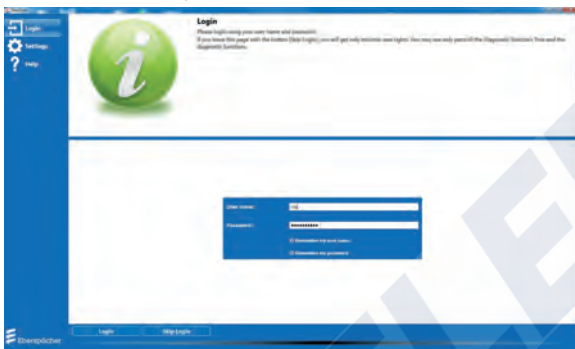 Login
Login
Please login using your user name and password.
If you leave this page with the button (Skip Login), you will get only minimal user rights. You may see only parts of the Diagnostic Function Tree and the
diagnostic functions.
Settings
Help
User name:
Password:
Remember my user name
Remember my password
Login
Skip Login
Eberspächer